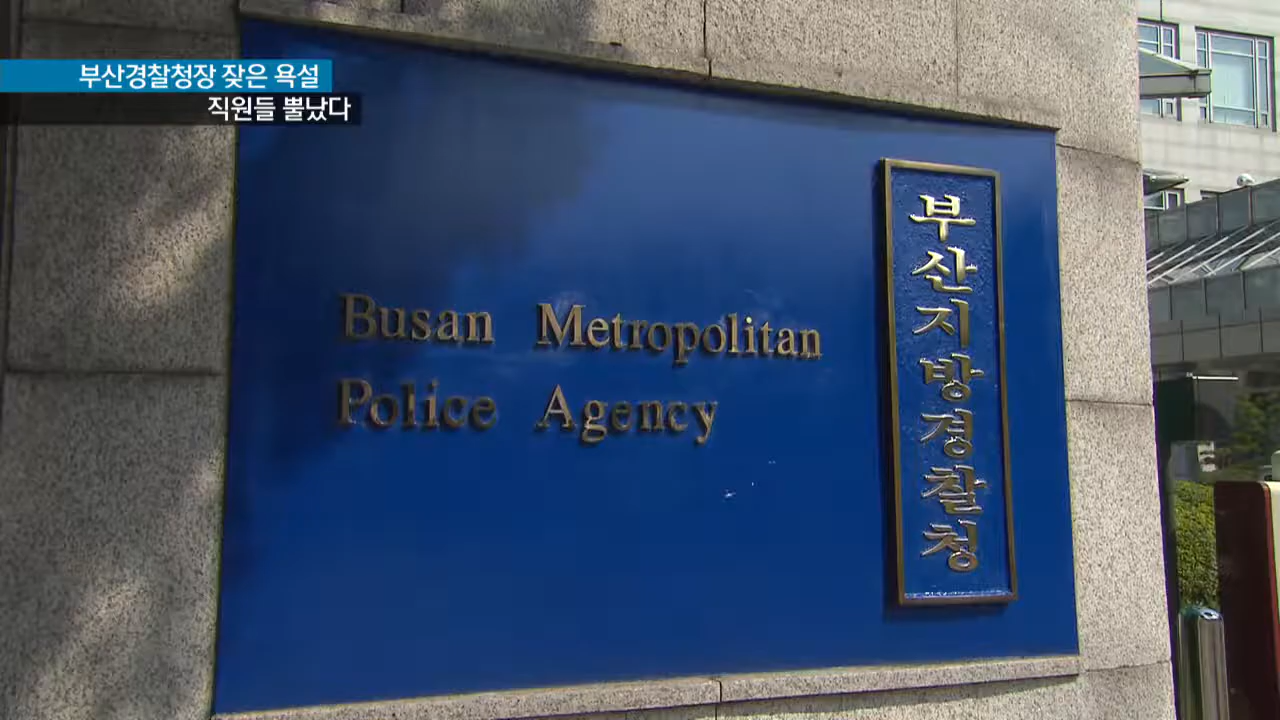 부산경찰청장 잦은 욕설
직원들 뿔났다
Busan Metropolitan
Police Agency
부산지방경찰청